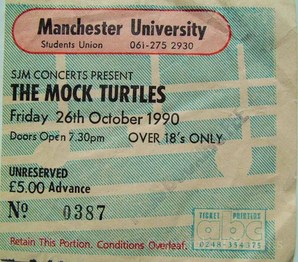 Manchester University
Students Union 061-275 2930
SJM CONCERTS PRESENT
THE MOCK TURTLES
Friday 26th October 1990
Doors Open 7.30pm OVER 18's ONLY
UNRESERVED
£5.00 Advance
Nº 0387
TICKET PRINTERS
Retain This Portion. Conditions Overleaf.